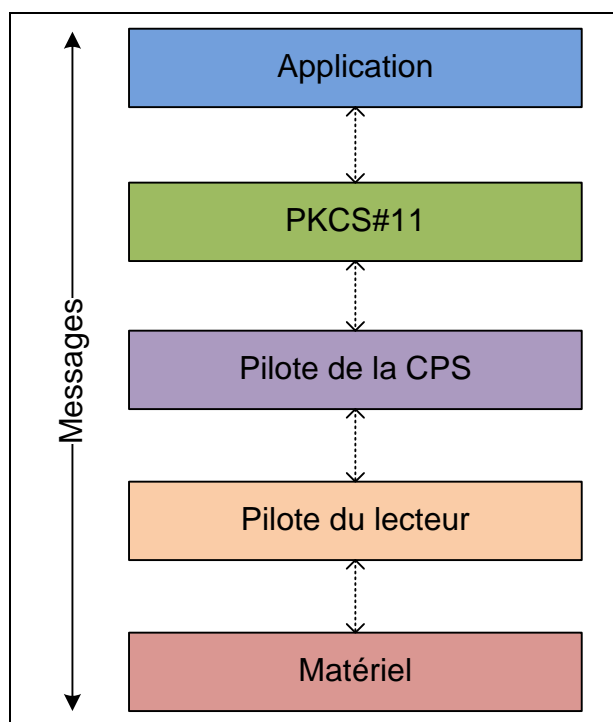 Application
PKCS#11
Pilote de la CPS
Pilote du lecteur
Matériel
Messages